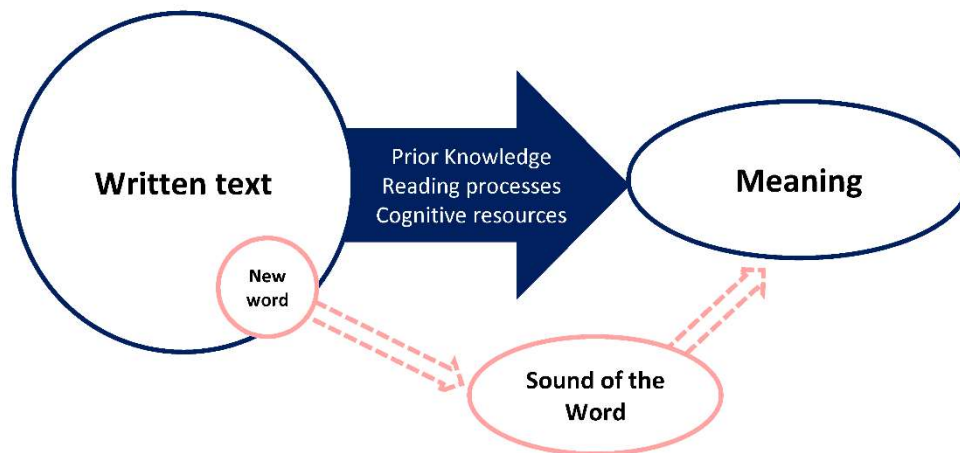 Written text
Prior Knowledge
Reading processes
Cognitive resources
Meaning
New
word
Sound of the
Word